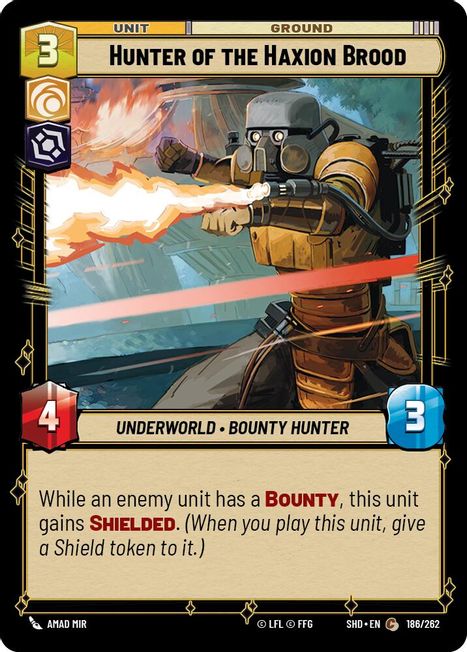 UNIT
GROUND
3
HUNTER OF THE HAXION BROOD
4
3
UNDERWORLD • BOUNTY HUNTER
While an enemy unit has a BOUNTY, this unit
gains SHIELDED. (When you play this unit, give
a Shield token to it.)
AMAD MIR
© LFL © FFG
SHD • EN
C
186/262